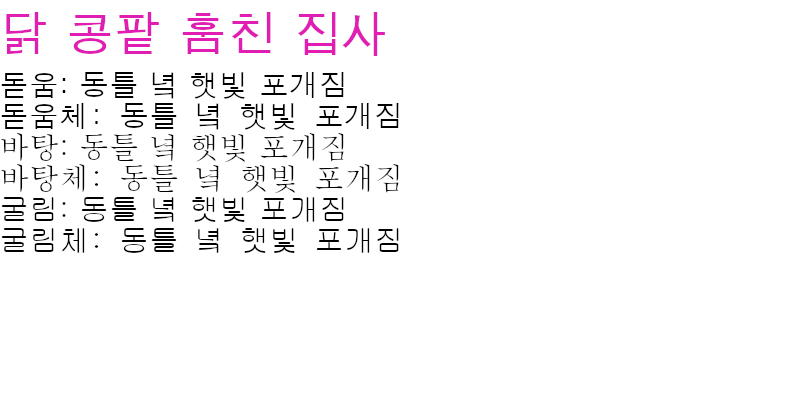 닭 콩팥 훔친 집사
돋움: 동틀 녘 햇빛 포개짐
돋움체: 동틀 녘 햇빛 포개짐
바탕: 동틀 녘 햇빛 포개짐
바탕체: 동틀 녘 햇빛 포개짐
굴림: 동틀 녘 햇빛 포개짐
굴림체: 동틀 녘 햇빛 포개짐